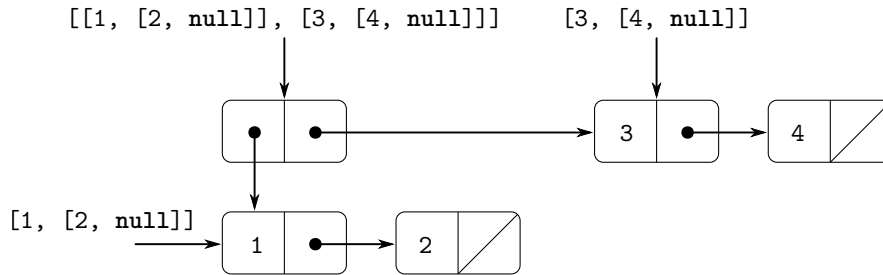 [[1, [2, null]], [3, [4, null]]]
[3, [4, null]]
3
4
[1, [2, null]]
1
2